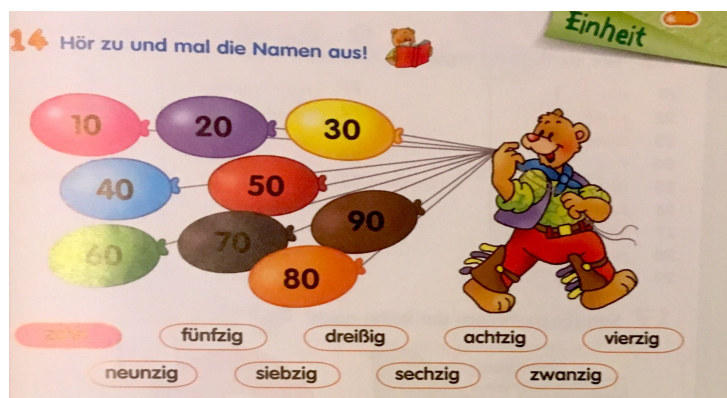 Einheit
14 Hör zu und mal die Namen aus!
10 20 30
40 50
60 70 90
80
zehn fünfzig dreißig achtzig vierzig
neunzig siebzig sechzig zwanzig